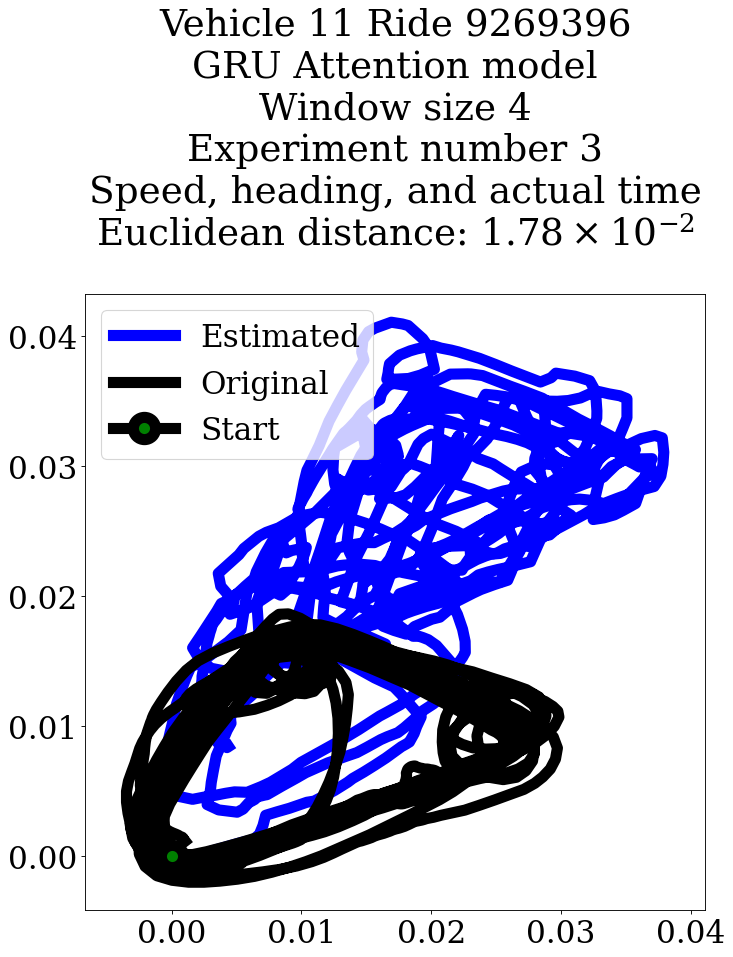 Vehicle 11 Ride 9269396
GRU Attention model
Window size 4
Experiment number 3
Speed, heading, and actual time
Euclidean distance: 1.78 × 10⁻²
Estimated
Original
Start
0.04
0.03
0.02
0.01
0.00
0.00 0.01 0.02 0.03 0.04